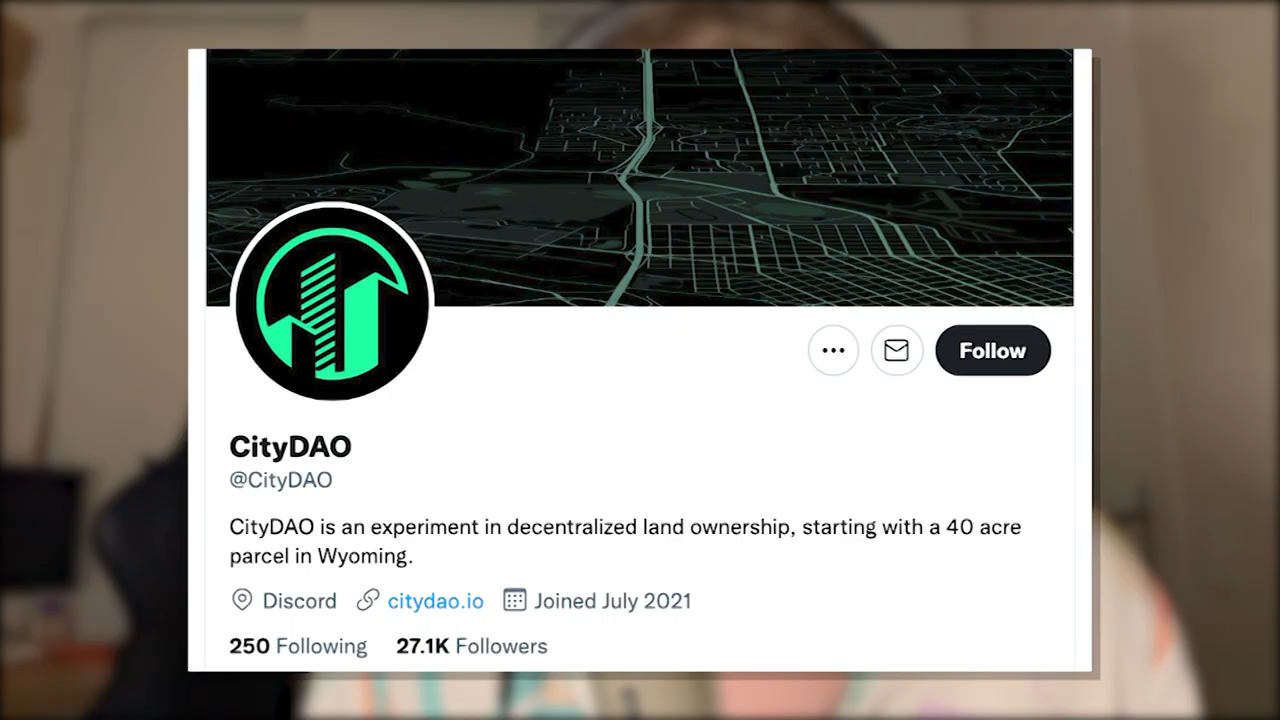 Follow
CityDAO
@CityDAO
CityDAO is an experiment in decentralized land ownership, starting with a 40 acre
parcel in Wyoming.
Discord citydao.io Joined July 2021
250 Following 27.1K Followers